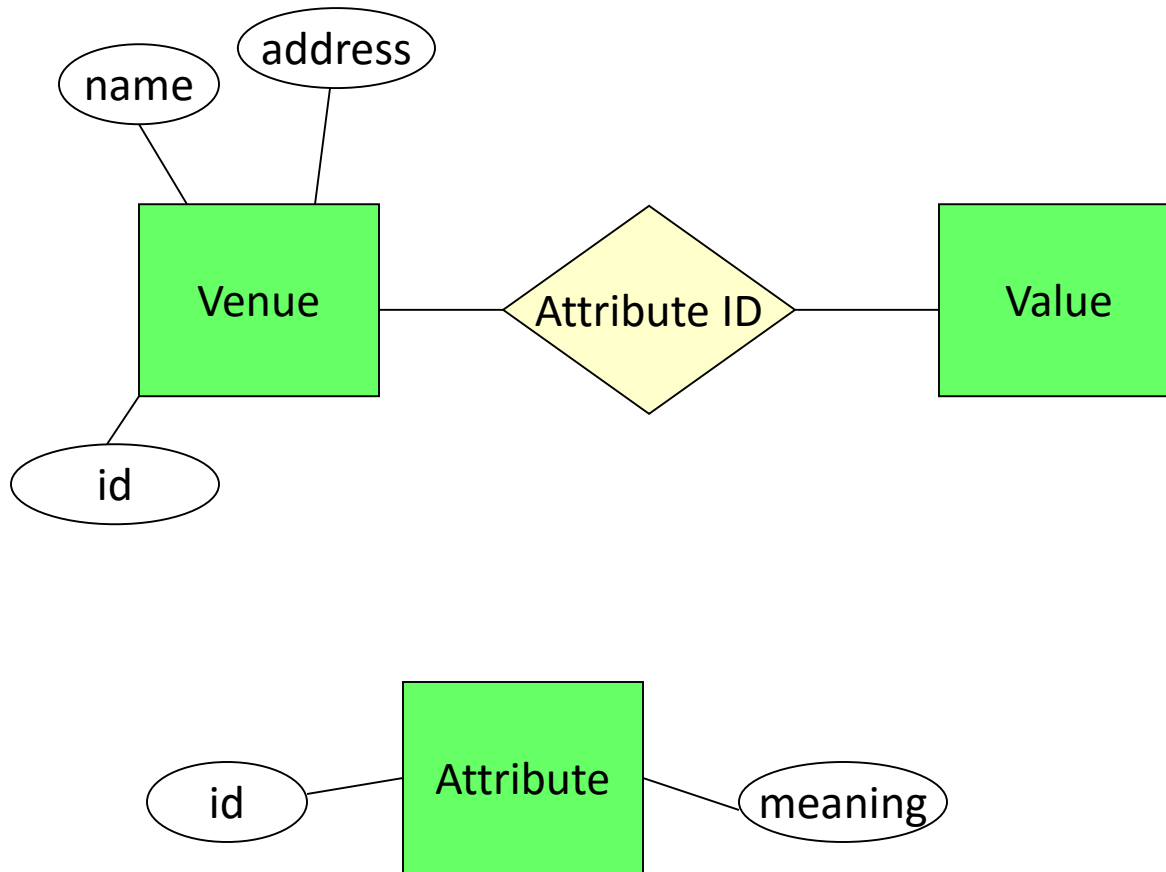 address
name
Venue
Attribute ID
Value
id
Attribute
id
meaning